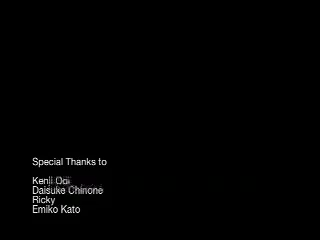 Special Thanks to
Kenji Ooi
Daisuke Chinone
Ricky
Emiko Kato